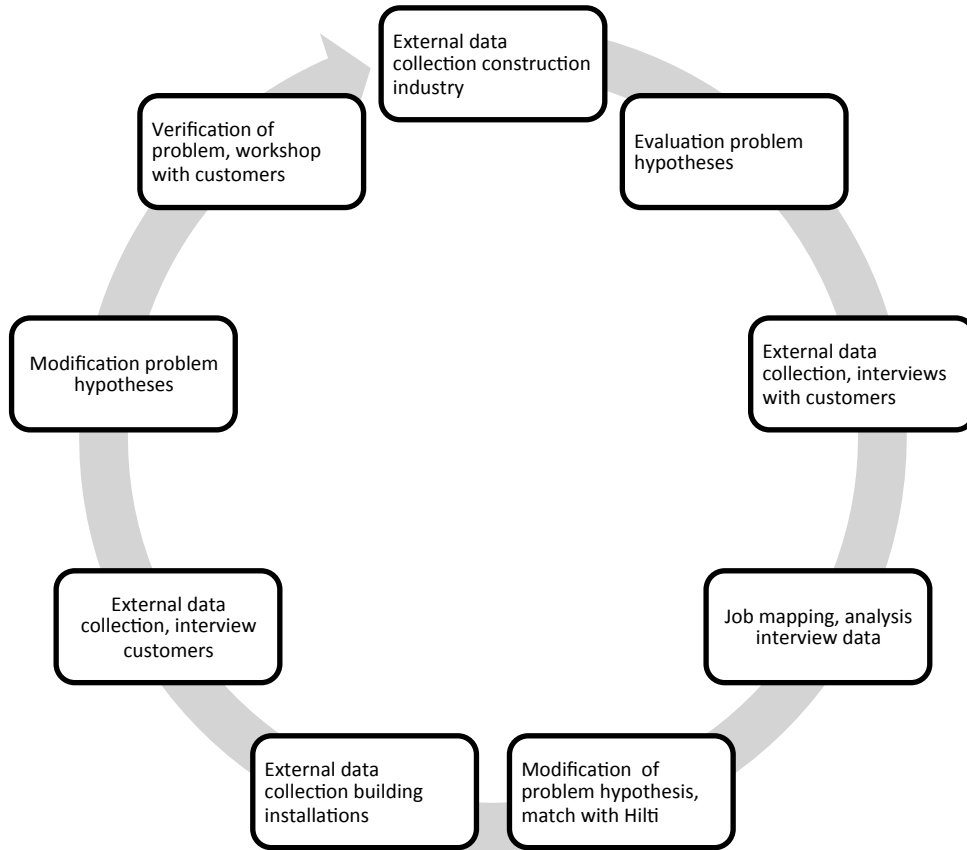 External data
collection construction
industry
Evaluation problem
hypotheses
External data
collection, interviews
with customers
Job mapping, analysis
interview data
Modification of
problem hypothesis,
match with Hilti
External data
collection building
installations
External data
collection, interview
customers
Modification problem
hypotheses
Verification of
problem, workshop
with customers